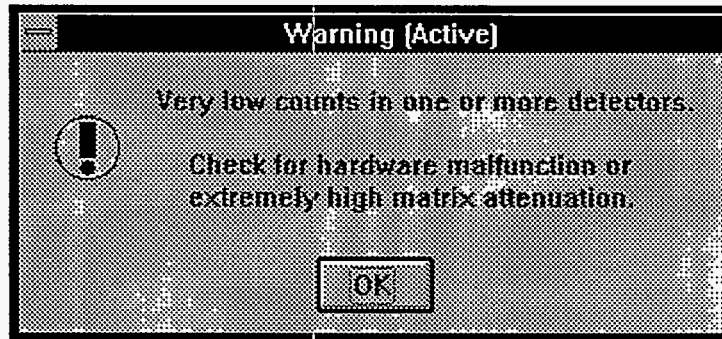 Warning (Active)
Very low counts in one or more detectors.
Check for hardware malfunction or
extremely high matrix attenuation.
OK